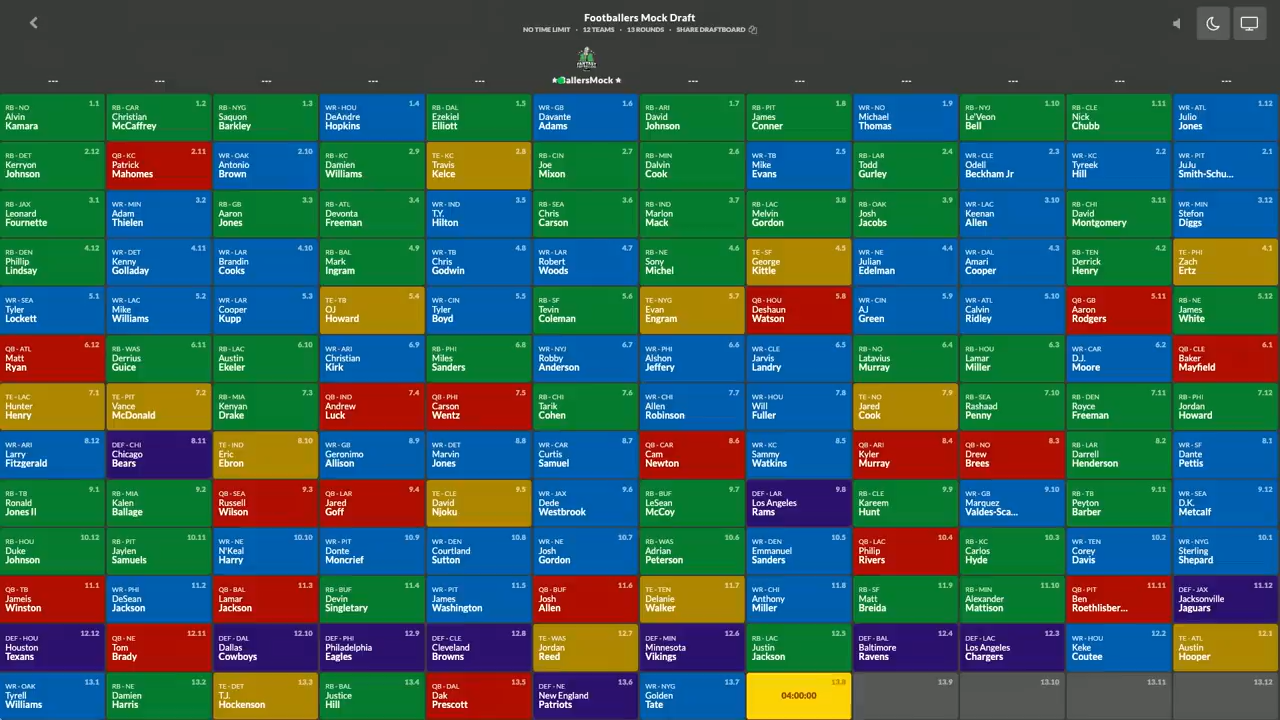 Footballers Mock Draft
NO TIME LIMIT · 12 TEAMS · 13 ROUNDS · SHARE DRAFTBOARD
--- --- --- --- --- ★BallersMock ★ --- --- --- --- --- ---
RB - NO 1.1 RB - CAR 1.2 RB - NYG 1.3 WR - HOU 1.4 RB - DAL 1.5 WR - GB 1.6 RB - ARI 1.7 RB - PIT 1.8 WR - NO 1.9 RB - NYJ 1.10 RB - CLE 1.11 WR - ATL 1.12
Alvin Christian Saquon DeAndre Ezekiel Davante David James Michael Le'Veon Nick Julio
Kamara McCaffrey Barkley Hopkins Elliott Adams Johnson Conner Thomas Bell Chubb Jones
RB - DET 2.12 QB - KC 2.11 WR - OAK 2.10 RB - KC 2.9 TE - KC 2.8 RB - CIN 2.7 RB - MIN 2.6 WR - TB 2.5 RB - LAR 2.4 WR - CLE 2.3 WR - KC 2.2 WR - PIT 2.1
Kerryon Patrick Antonio Damien Travis Joe Dalvin Mike Todd Odell Tyreek JuJu
Johnson Mahomes Brown Williams Kelce Mixon Cook Evans Gurley Beckham Jr Hill Smith-Schu...
RB - JAX 3.1 WR - MIN 3.2 RB - GB 3.3 RB - ATL 3.4 WR - IND 3.5 RB - SEA 3.6 RB - IND 3.7 RB - LAC 3.8 RB - OAK 3.9 WR - LAC 3.10 RB - CHI 3.11 WR - MIN 3.12
Leonard Adam Aaron Devonta T.Y. Chris Marlon Melvin Josh Keenan David Stefon
Fournette Thielen Jones Freeman Hilton Carson Mack Gordon Jacobs Allen Montgomery Diggs
RB - DEN 4.12 WR - DET 4.11 WR - LAR 4.10 RB - BAL 4.9 WR - TB 4.8 WR - LAR 4.7 RB - NE 4.6 TE - SF 4.5 WR - NE 4.4 WR - DAL 4.3 RB - TEN 4.2 TE - PHI 4.1
Phillip Kenny Brandin Mark Chris Robert Sony George Julian Amari Derrick Zach
Lindsay Golladay Cooks Ingram Godwin Woods Michel Kittle Edelman Cooper Henry Ertz
WR - SEA 5.1 WR - LAC 5.2 WR - LAR 5.3 TE - TB 5.4 WR - CIN 5.5 RB - SF 5.6 TE - NYG 5.7 QB - HOU 5.8 WR - CIN 5.9 WR - ATL 5.10 QB - GB 5.11 RB - NE 5.12
Tyler Mike Cooper OJ Tyler Tevin Evan Deshaun AJ Calvin Aaron James
Lockett Williams Kupp Howard Boyd Coleman Engram Watson Green Ridley Rodgers White
QB - ATL 6.12 RB - WAS 6.11 RB - LAC 6.10 WR - ARI 6.9 RB - PHI 6.8 WR - NYJ 6.7 WR - PHI 6.6 WR - CLE 6.5 RB - NO 6.4 RB - HOU 6.3 WR - CAR 6.2 QB - CLE 6.1
Matt Derrius Austin Christian Miles Robby Alshon Jarvis Latavius Lamar D.J. Baker
Ryan Guice Ekeler Kirk Sanders Anderson Jeffery Landry Murray Miller Moore Mayfield
TE - LAC 7.1 TE - PIT 7.2 RB - MIA 7.3 QB - IND 7.4 QB - PHI 7.5 RB - CHI 7.6 WR - CHI 7.7 WR - HOU 7.8 TE - NO 7.9 RB - SEA 7.10 RB - DEN 7.11 RB - PHI 7.12
Hunter Vance Kenyan Andrew Carson Tarik Allen Will Jared Rashaad Royce Jordan
Henry McDonald Drake Luck Wentz Cohen Robinson Fuller Cook Penny Freeman Howard
WR - ARI 8.12 DEF - CHI 8.11 TE - IND 8.10 WR - GB 8.9 WR - DET 8.8 WR - CAR 8.7 QB - CAR 8.6 WR - KC 8.5 QB - ARI 8.4 QB - NO 8.3 RB - LAR 8.2 WR - SF 8.1
Larry Chicago Eric Geronimo Marvin Curtis Cam Sammy Kyler Drew Darrell Dante
Fitzgerald Bears Ebron Allison Jones Samuel Newton Watkins Murray Brees Henderson Pettis
RB - TB 9.1 RB - MIA 9.2 QB - SEA 9.3 QB - LAR 9.4 TE - CLE 9.5 WR - JAX 9.6 RB - BUF 9.7 DEF - LAR 9.8 RB - CLE 9.9 WR - GB 9.10 RB - TB 9.11 WR - SEA 9.12
Ronald Kalen Russell Jared David Dede LeSean Los Angeles Kareem Marquez Peyton D.K.
Jones II Ballage Wilson Goff Njoku Westbrook McCoy Rams Hunt Valdes-Sca... Barber Metcalf
RB - HOU 10.12 RB - PIT 10.11 WR - NE 10.10 WR - PIT 10.9 WR - DEN 10.8 WR - NE 10.7 RB - WAS 10.6 WR - DEN 10.5 QB - LAC 10.4 RB - KC 10.3 WR - TEN 10.2 WR - NYG 10.1
Duke Jaylen N'Keal Donte Courtland Josh Adrian Emmanuel Philip Carlos Corey Sterling
Johnson Samuels Harry Moncrief Sutton Gordon Peterson Sanders Rivers Hyde Davis Shepard
QB - TB 11.1 WR - PHI 11.2 QB - BAL 11.3 RB - BUF 11.4 WR - PIT 11.5 QB - BUF 11.6 TE - TEN 11.7 WR - CHI 11.8 RB - SF 11.9 RB - MIN 11.10 QB - PIT 11.11 DEF - JAX 11.12
Jameis DeSean Lamar Devin James Josh Delanie Anthony Matt Alexander Ben Jacksonville
Winston Jackson Jackson Singletary Washington Allen Walker Miller Breida Mattison Roethlisber... Jaguars
DEF - HOU 12.12 QB - NE 12.11 DEF - DAL 12.10 DEF - PHI 12.9 DEF - CLE 12.8 TE - WAS 12.7 DEF - MIN 12.6 RB - LAC 12.5 DEF - BAL 12.4 DEF - LAC 12.3 WR - HOU 12.2 TE - ATL 12.1
Houston Tom Dallas Philadelphia Cleveland Jordan Minnesota Justin Baltimore Los Angeles Keke Austin
Texans Brady Cowboys Eagles Browns Reed Vikings Jackson Ravens Chargers Coutee Hooper
WR - OAK 13.1 RB - NE 13.2 TE - DET 13.3 RB - BAL 13.4 QB - DAL 13.5 DEF - NE 13.6 WR - NYG 13.7 13.8 13.9 13.10 13.11 13.12
Tyrell Damien T.J. Justice Dak New England Golden 04:00:00
Williams Harris Hockenson Hill Prescott Patriots Tate